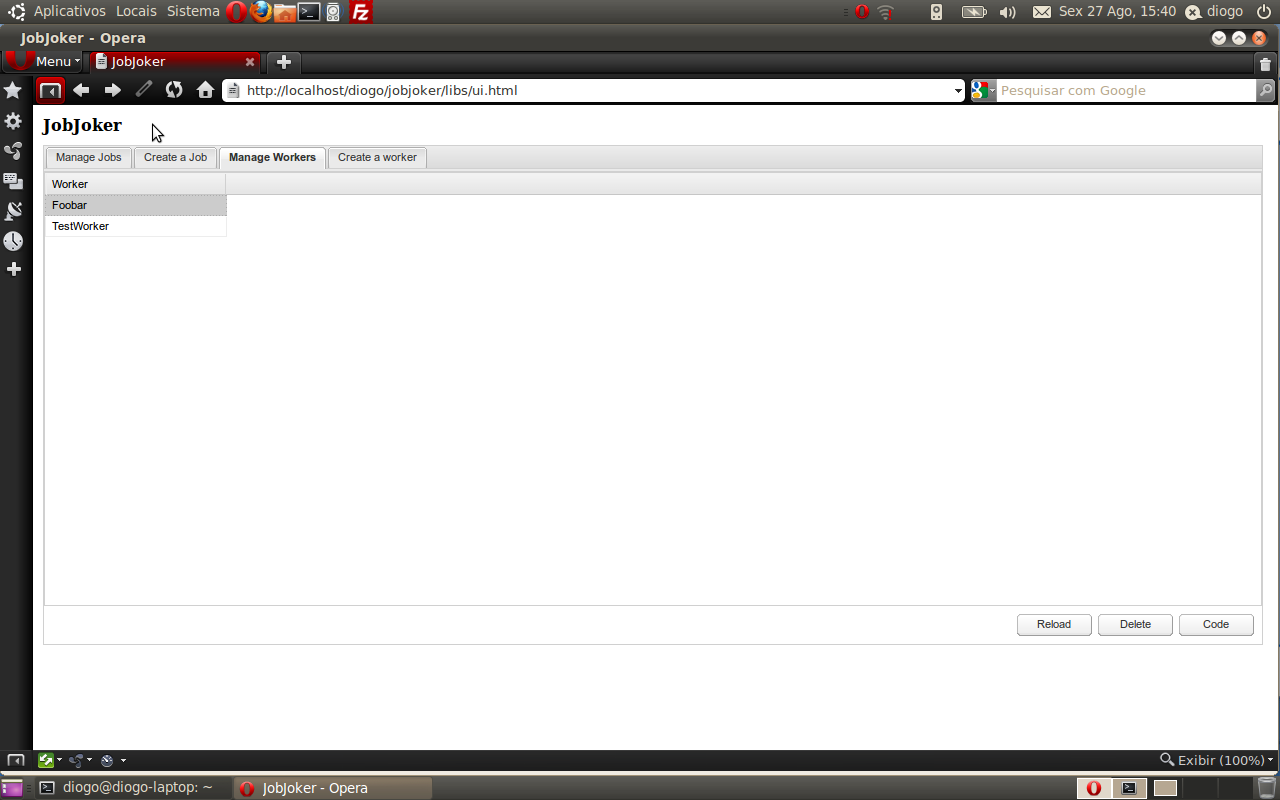 Aplicativos Locais Sistema Sex 27 Ago, 15:40 diogo
JobJoker - Opera
Menu JobJoker
http://localhost/diogo/jobjoker/libs/ui.html Pesquisar com Google
JobJoker
Manage Jobs Create a Job Manage Workers Create a worker
Worker
Foobar
TestWorker
Reload Delete Code
Exibir (100%)
diogo@diogo-laptop: ~ JobJoker - Opera